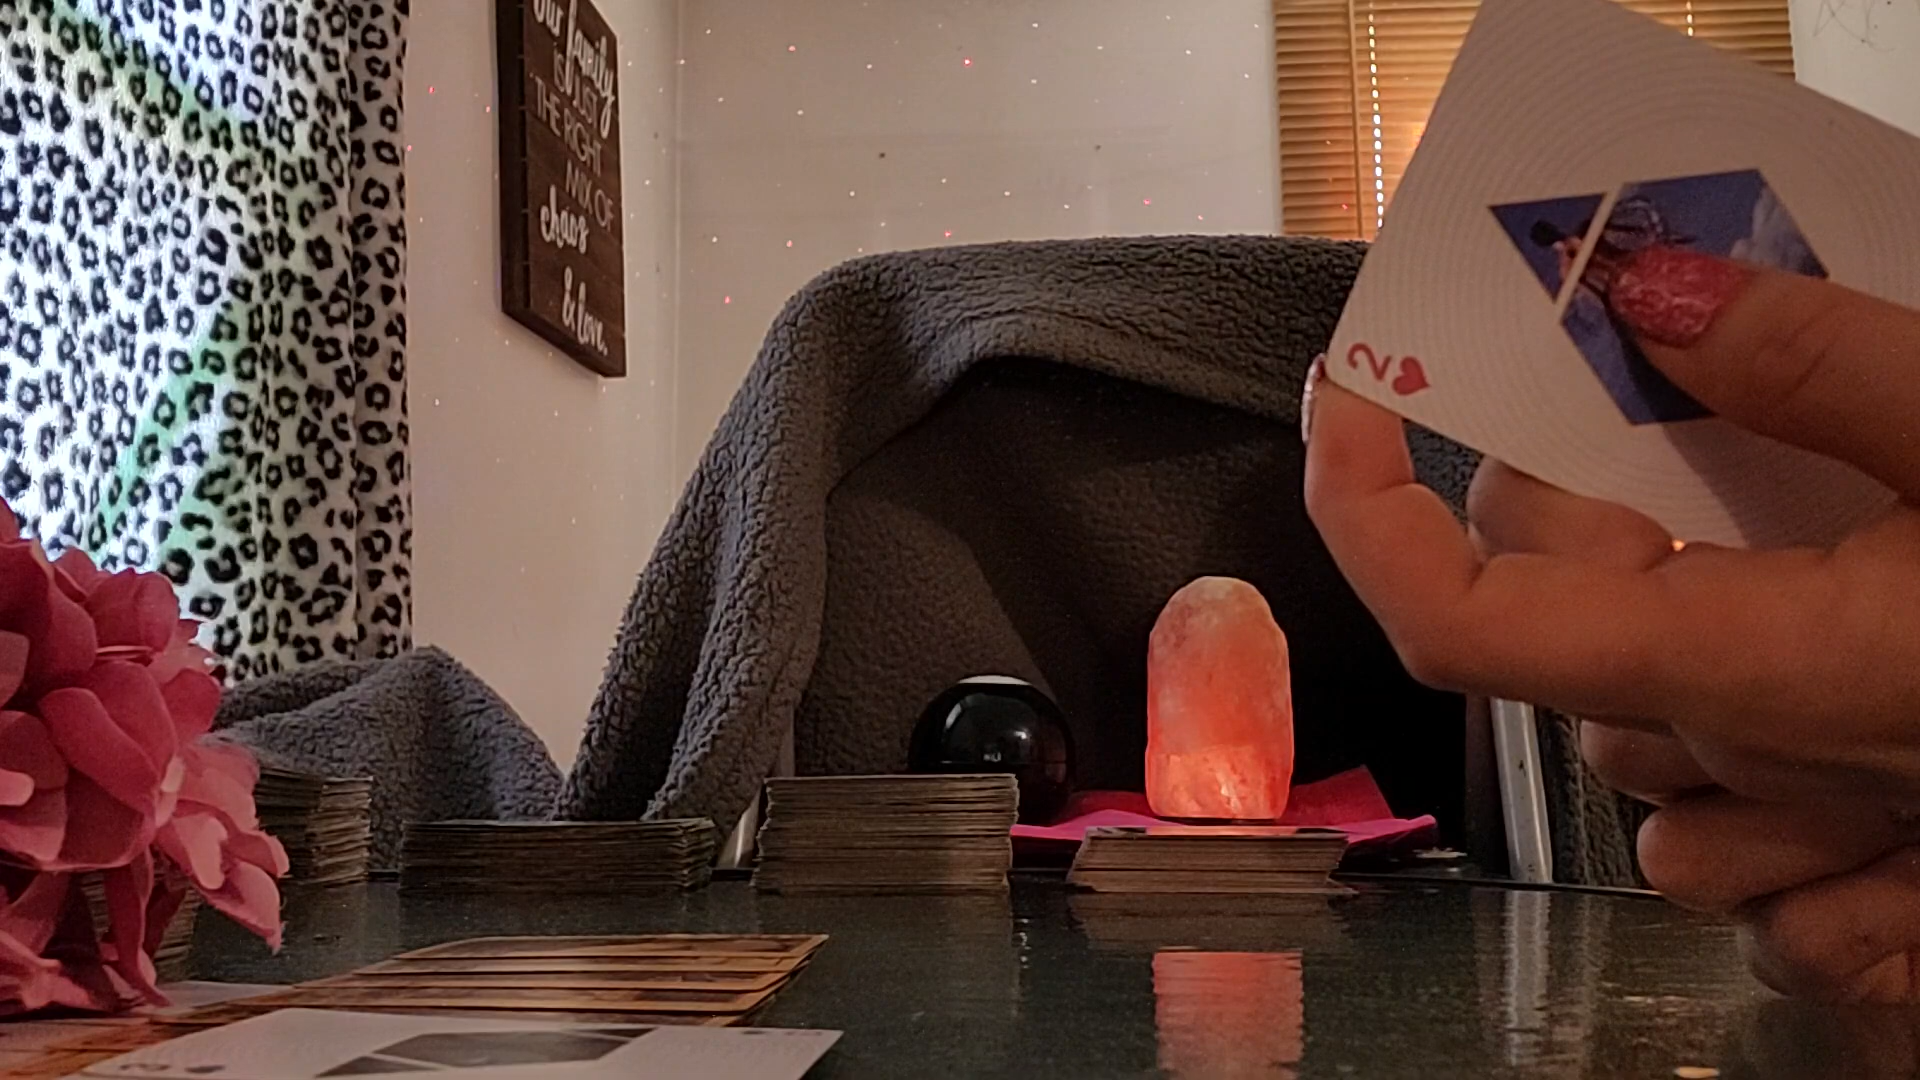 our family
IS JUST
THE RIGHT
MIX OF
chaos
& love.
2